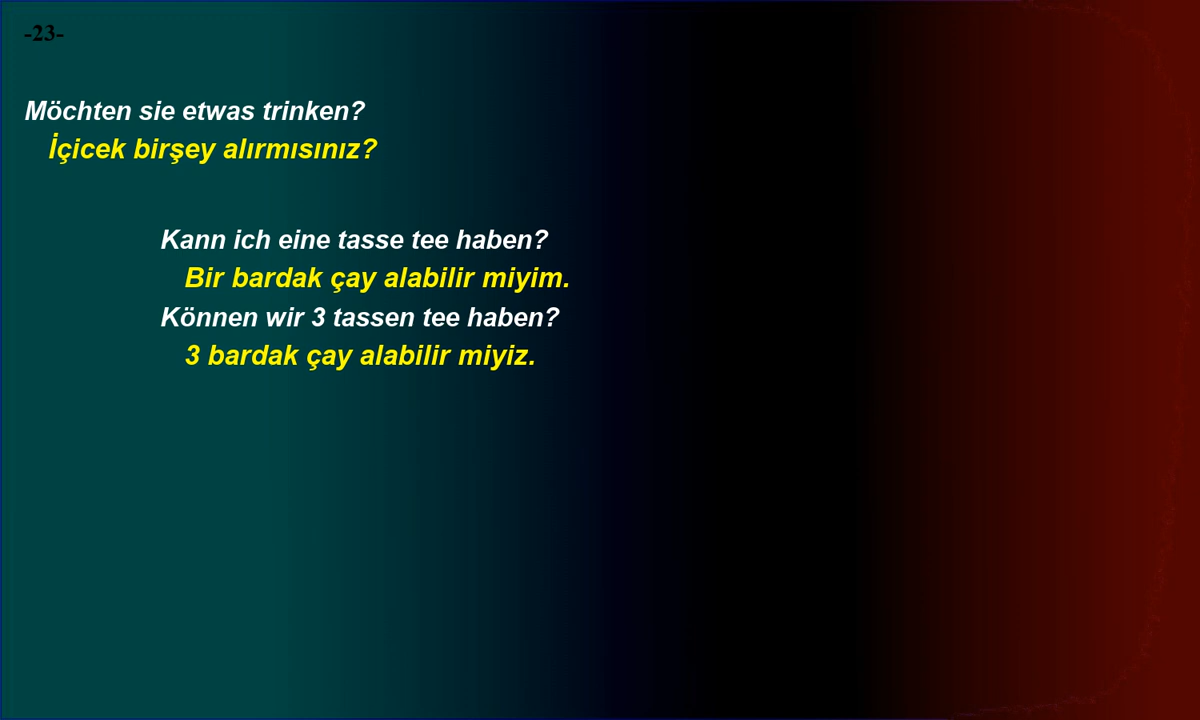 -23-
Möchten sie etwas trinken?
İçicek birşey alırmısınız?
Kann ich eine tasse tee haben?
Bir bardak çay alabilir miyim.
Können wir 3 tassen tee haben?
3 bardak çay alabilir miyiz.